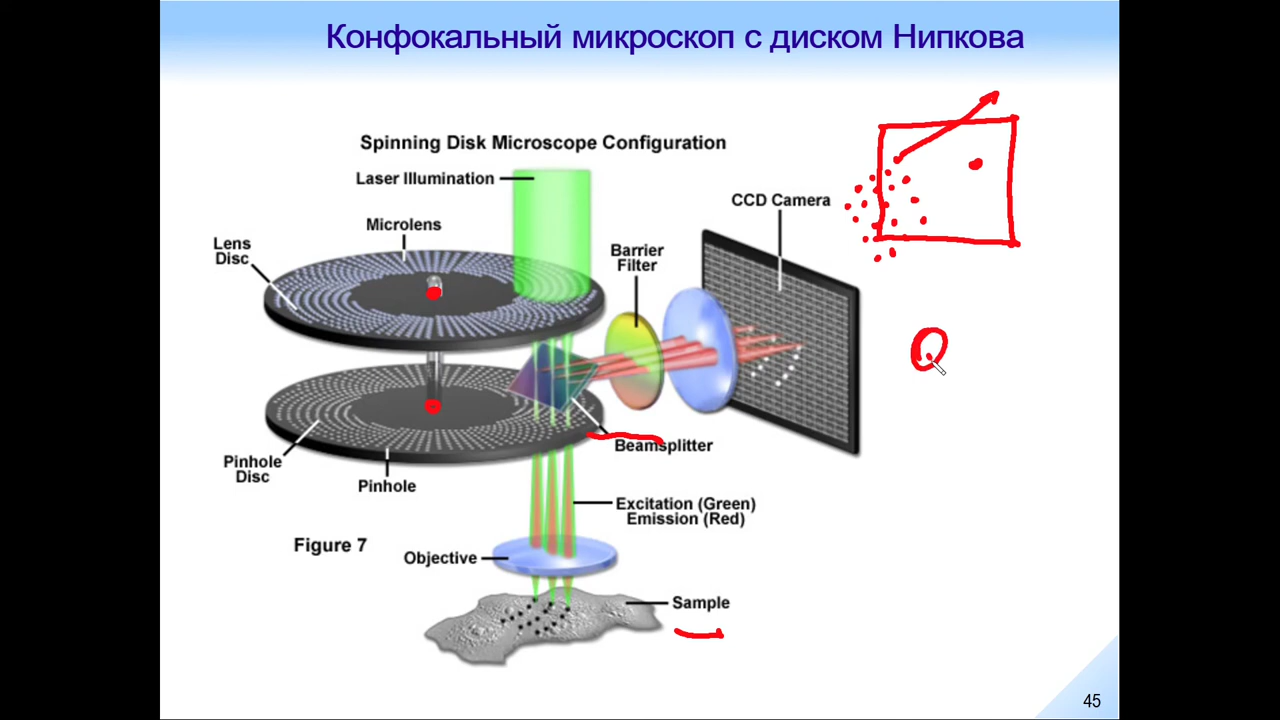 Конфокальный микроскоп с диском Нипкова
Spinning Disk Microscope Configuration
Laser Illumination
CCD Camera
Microlens
Lens
Disc
Barrier
Filter
Beamsplitter
Pinhole
Disc
Pinhole
Excitation (Green)
Emission (Red)
Figure 7
Objective
Sample
45